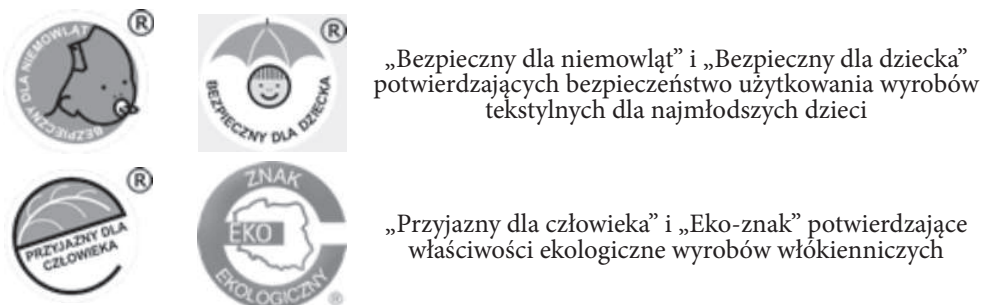 BEZPIECZNY DLA NIEMOWLĄT
®
BEZPIECZNY DLA DZIECKA
®
„Bezpieczny dla niemowląt” i „Bezpieczny dla dziecka”
potwierdzających bezpieczeństwo użytkowania wyrobów
tekstylnych dla najmłodszych dzieci
PRZYJAZNY DLA
CZŁOWIEKA
®
ZNAK
EKO
EKOLOGICZNY
®
„Przyjazny dla człowieka” i „Eko-znak” potwierdzające
właściwości ekologiczne wyrobów włókienniczych